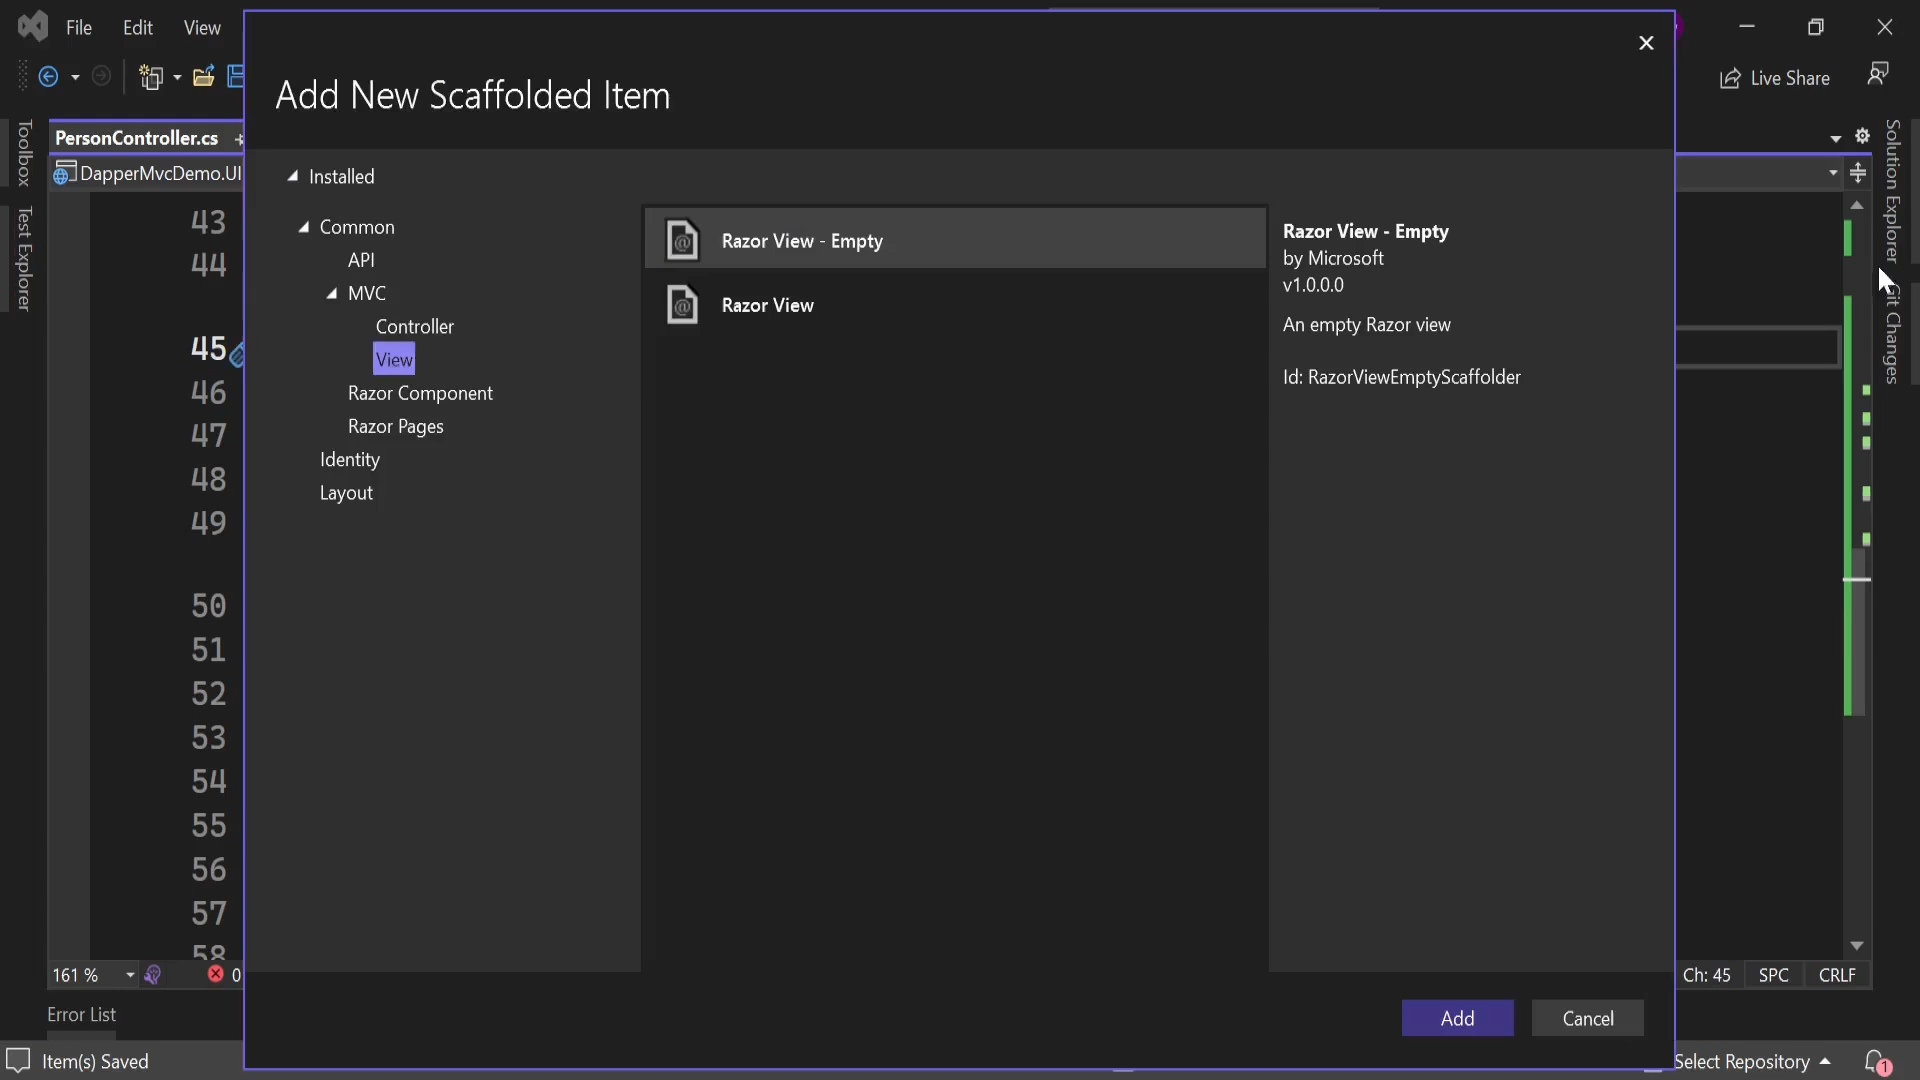 File
Edit
View
Live Share
Add New Scaffolded Item
Toolbox
Test Explorer
PersonController.cs
DapperMvcDemo.UI
Installed
Common
API
MVC
Controller
View
Razor Component
Razor Pages
Identity
Layout
Razor View - Empty
Razor View
Razor View - Empty
by Microsoft
v1.0.0.0
An empty Razor view
Id: RazorViewEmptyScaffolder
Solution Explorer
Git Changes
43
44
45
46
47
48
49
50
51
52
53
54
55
56
57
58
161 %
0
Ch: 45
SPC
CRLF
Add
Cancel
Error List
Item(s) Saved
Select Repository
1